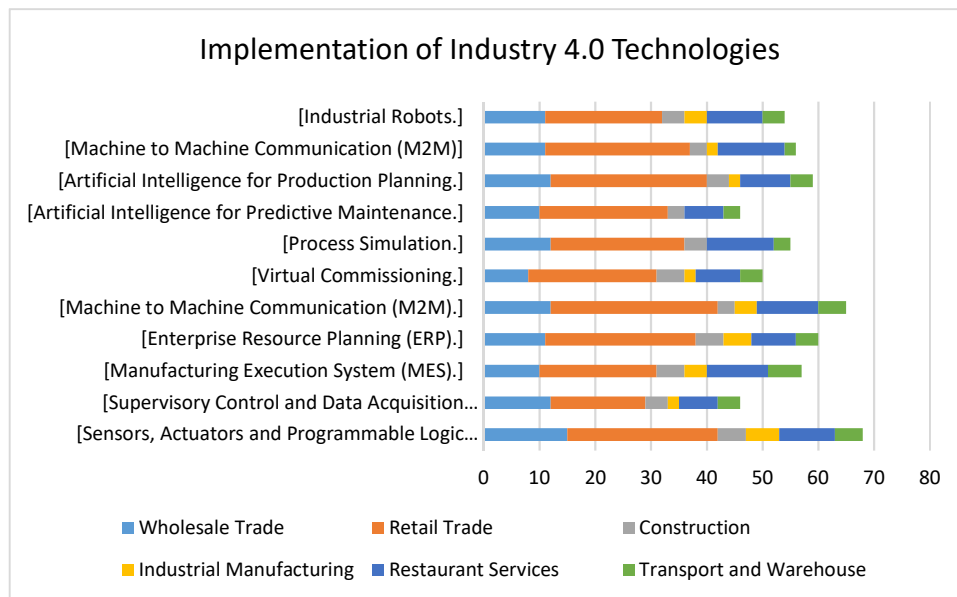 Implementation of Industry 4.0 Technologies
[Industrial Robots.]
[Machine to Machine Communication (M2M)]
[Artificial Intelligence for Production Planning.]
[Artificial Intelligence for Predictive Maintenance.]
[Process Simulation.]
[Virtual Commissioning.]
[Machine to Machine Communication (M2M).]
[Enterprise Resource Planning (ERP).]
[Manufacturing Execution System (MES).]
[Supervisory Control and Data Acquisition...
[Sensors, Actuators and Programmable Logic...
0 10 20 30 40 50 60 70 80
Wholesale Trade Retail Trade Construction
Industrial Manufacturing Restaurant Services Transport and Warehouse